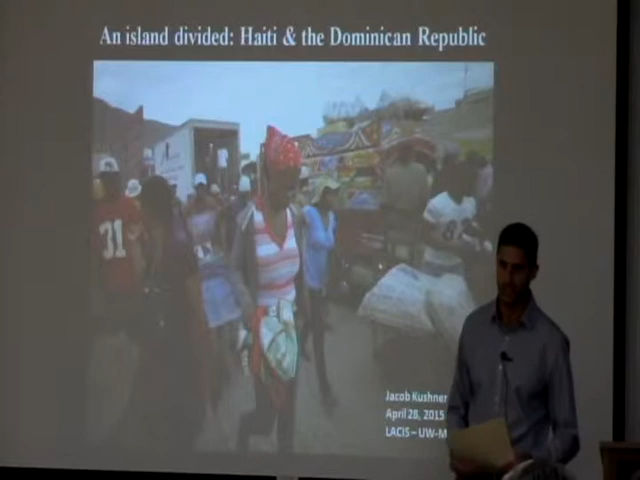 An island divided: Haiti & the Dominican Republic
31
Jacob Kushner
April 28, 2015
LACIS – UW-M